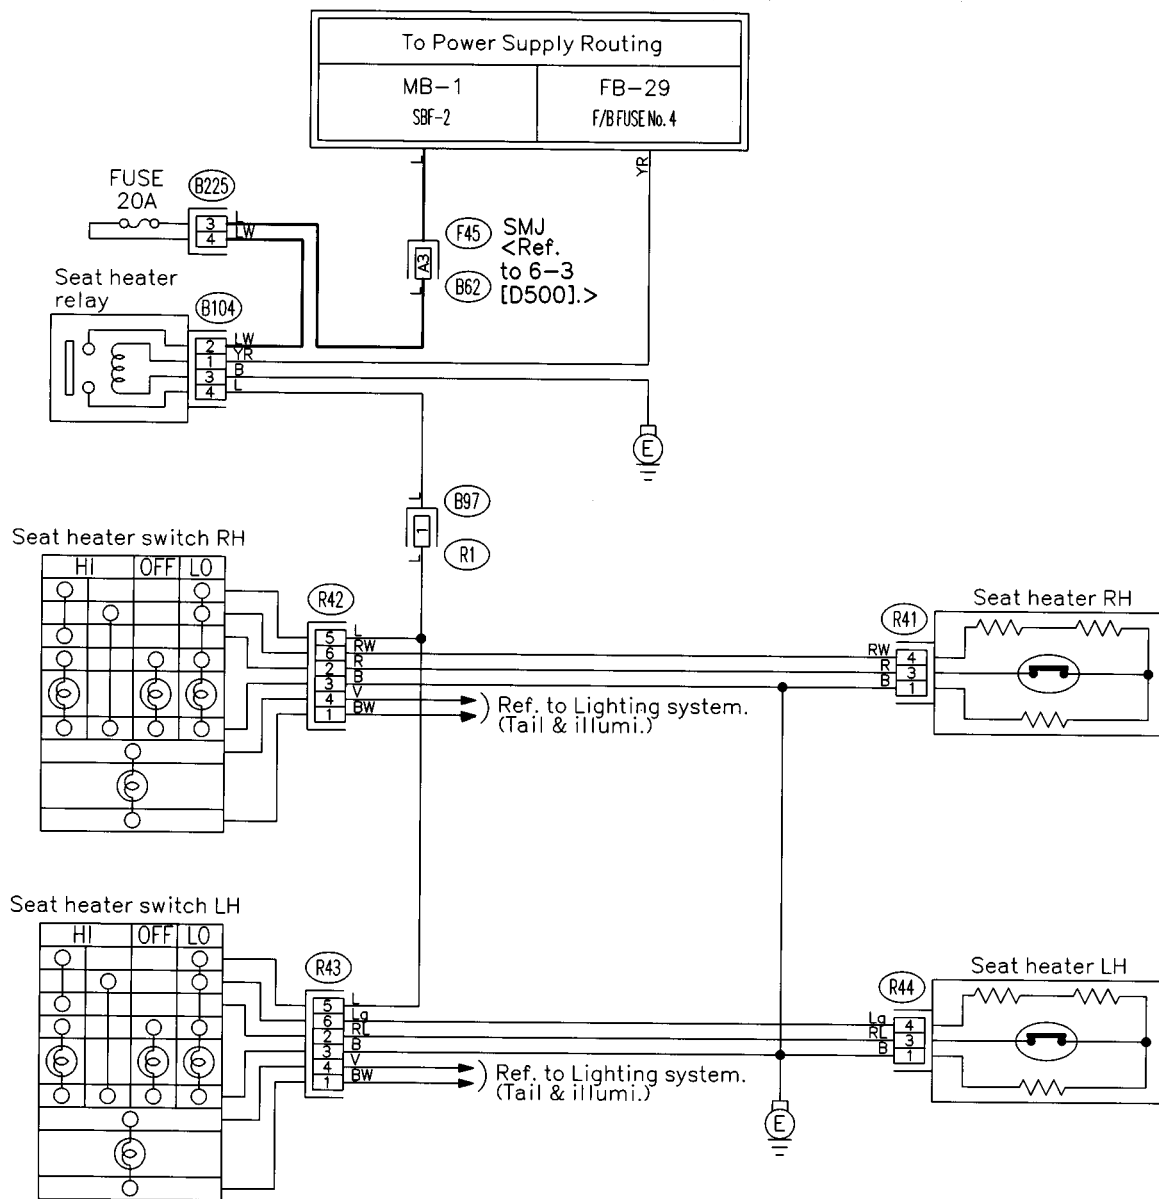 To Power Supply Routing
MB-1
SBF-2
FB-29
F/B FUSE No. 4
L
YR
FUSE
20A
B225
3
4
L
LW
F45
SMJ
<Ref.
to 6-3
[D500].>
A3
B62
L
Seat heater
relay
B104
2
1
3
4
LW
YR
B
L
E
L
B97
1
R1
L
Seat heater switch RH
HI
OFF
LO
R42
5
6
2
3
4
1
L
RW
R
B
V
BW
Ref. to Lighting system.
(Tail & illumi.)
R41
RW
R
B
4
3
1
Seat heater RH
Seat heater switch LH
HI
OFF
LO
R43
5
6
2
3
4
1
L
Lg
RL
B
V
BW
Ref. to Lighting system.
(Tail & illumi.)
R44
Lg
RL
B
4
3
1
Seat heater LH
E